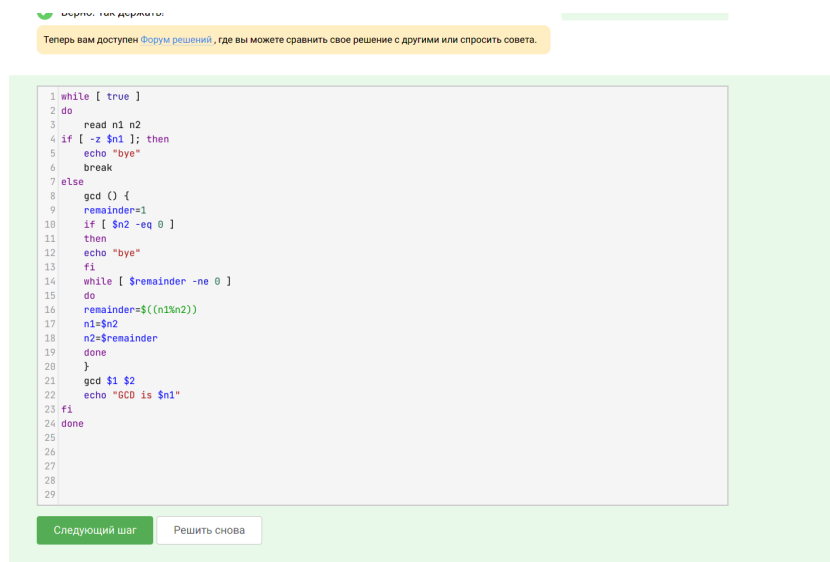 Верно. Так держать!
Теперь вам доступен Форум решений , где вы можете сравнить свое решение с другими или спросить совета.
1 while [ true ]
2 do
3 read n1 n2
4 if [ -z $n1 ]; then
5 echo "bye"
6 break
7 else
8 gcd () {
9 remainder=1
10 if [ $n2 -eq 0 ]
11 then
12 echo "bye"
13 fi
14 while [ $remainder -ne 0 ]
15 do
16 remainder=$((n1%n2))
17 n1=$n2
18 n2=$remainder
19 done
20 }
21 gcd $1 $2
22 echo "GCD is $n1"
23 fi
24 done
25
26
27
28
29
Следующий шаг
Решить снова